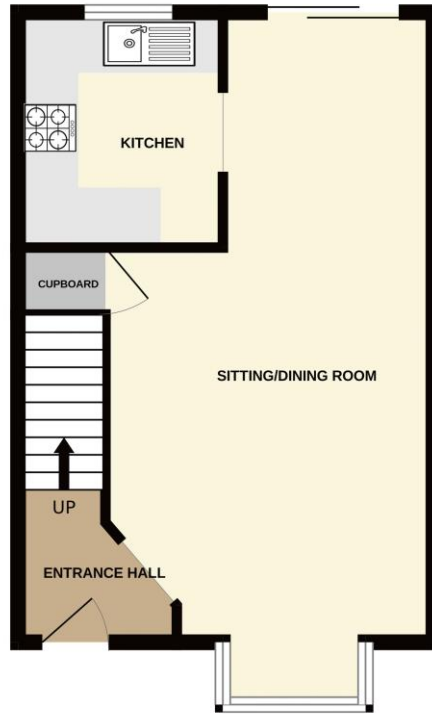 KITCHEN
CUPBOARD
SITTING/DINING ROOM
UP
ENTRANCE HALL